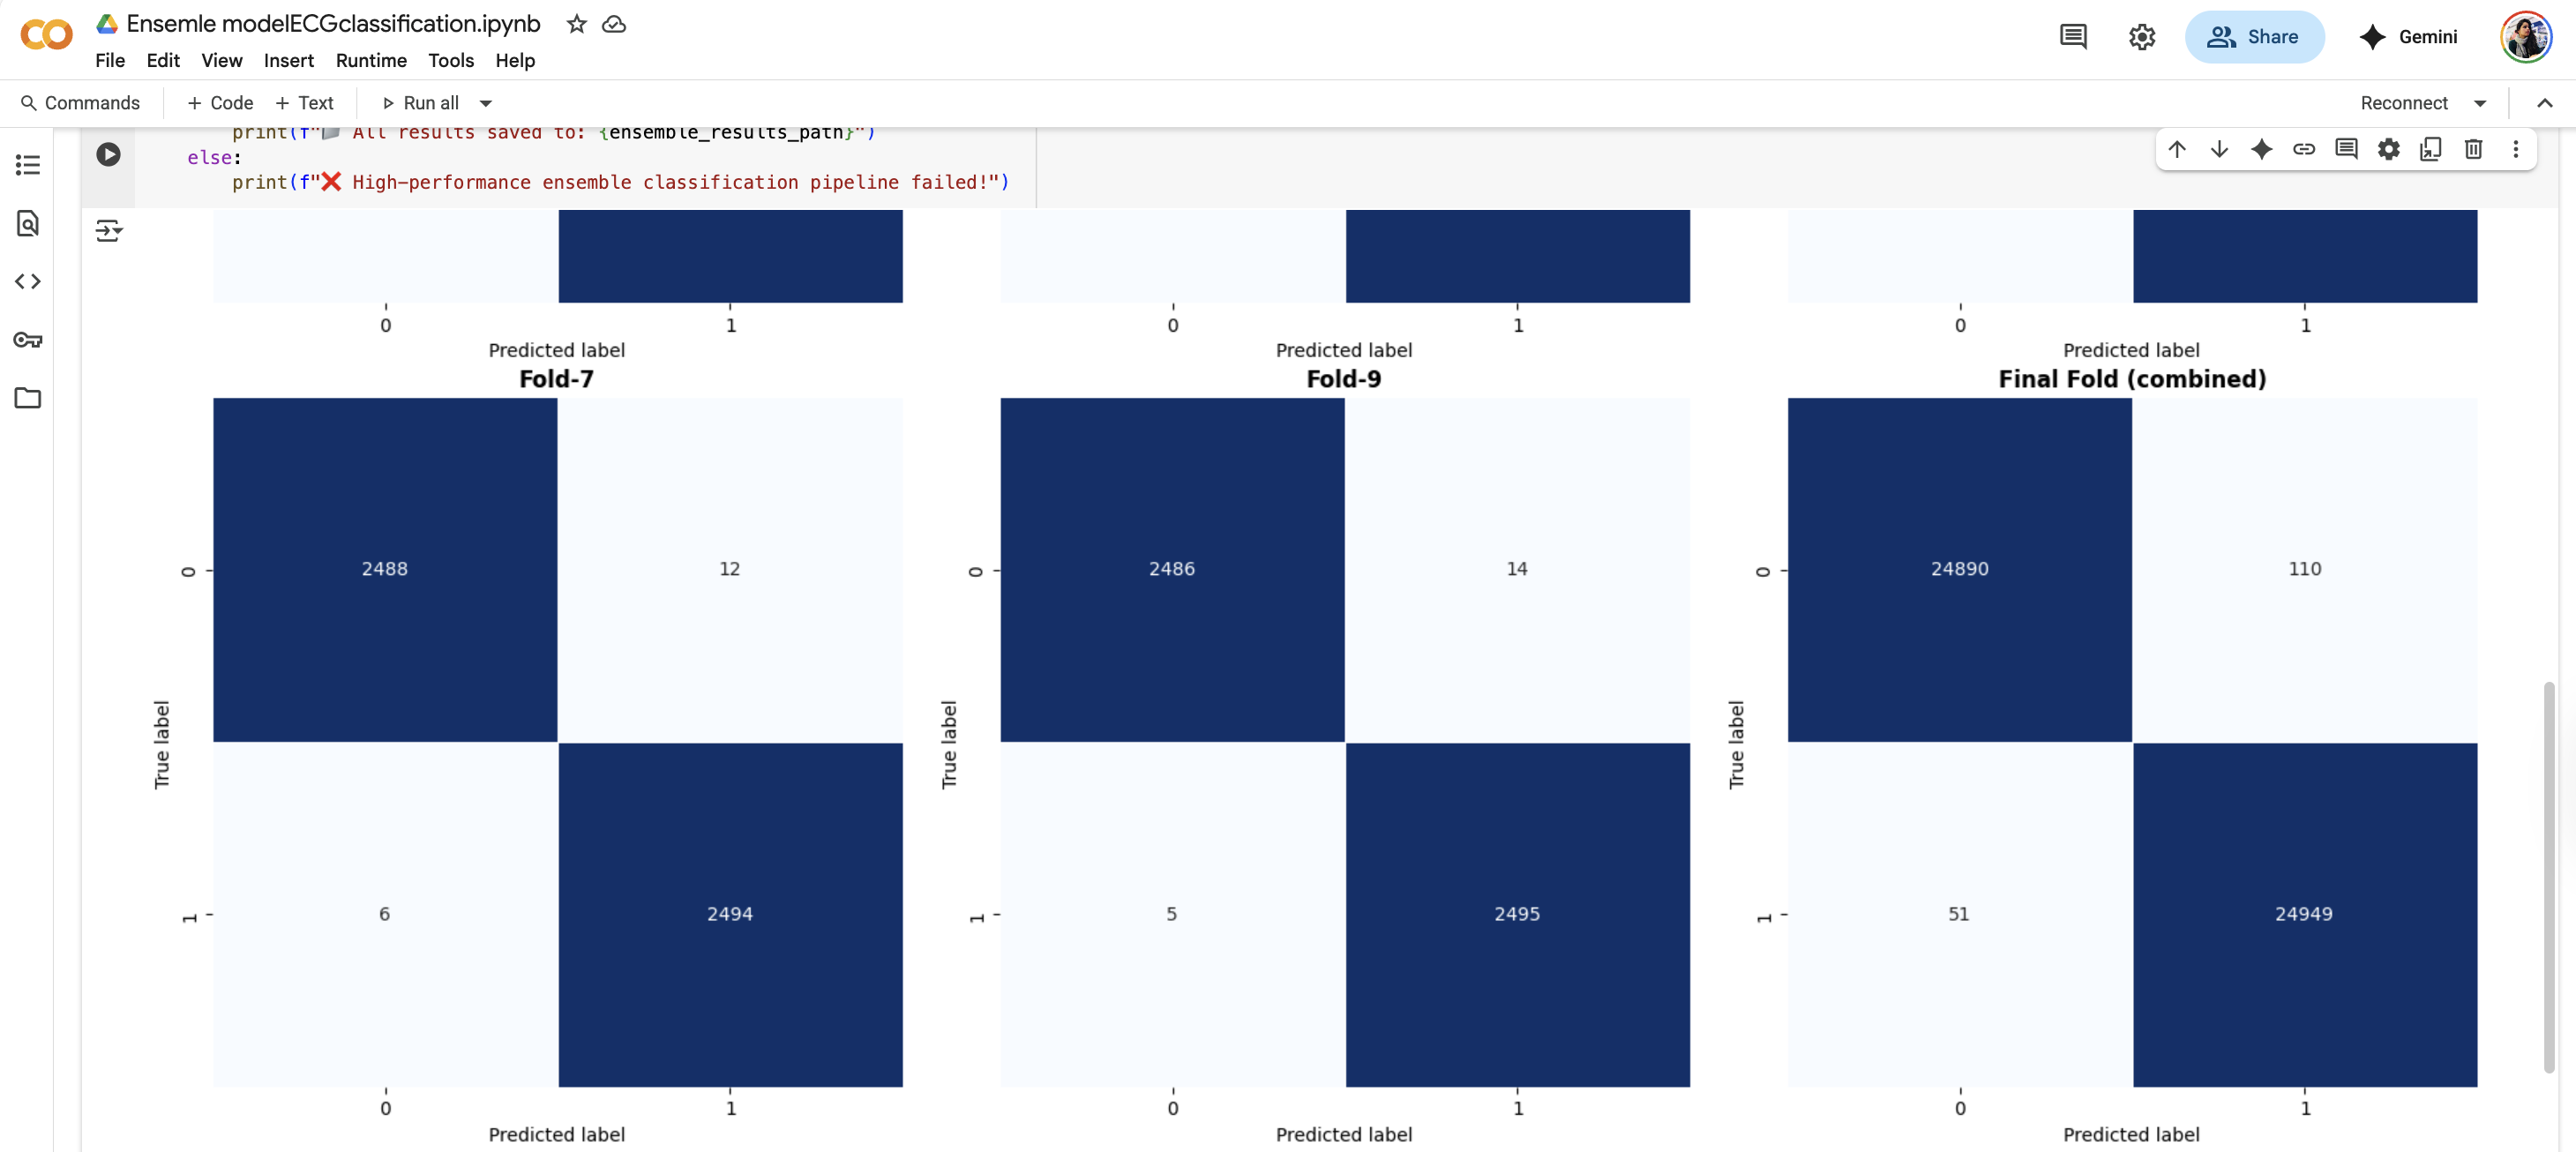 Ensemle modelECGclassification.ipynb
File Edit View Insert Runtime Tools Help
Share
Gemini
Commands + Code + Text Run all
Reconnect
print(f"📁 All results saved to: {ensemble_results_path}")
else:
print(f"❌ High-performance ensemble classification pipeline failed!")
0 1 0 1 0 1
Predicted label Predicted label Predicted label
Fold-7 Fold-9 Final Fold (combined)
0 2488 12 0 2486 14 0 24890 110
True label True label True label
1 6 2494 1 5 2495 1 51 24949
0 1 0 1 0 1
Predicted label Predicted label Predicted label